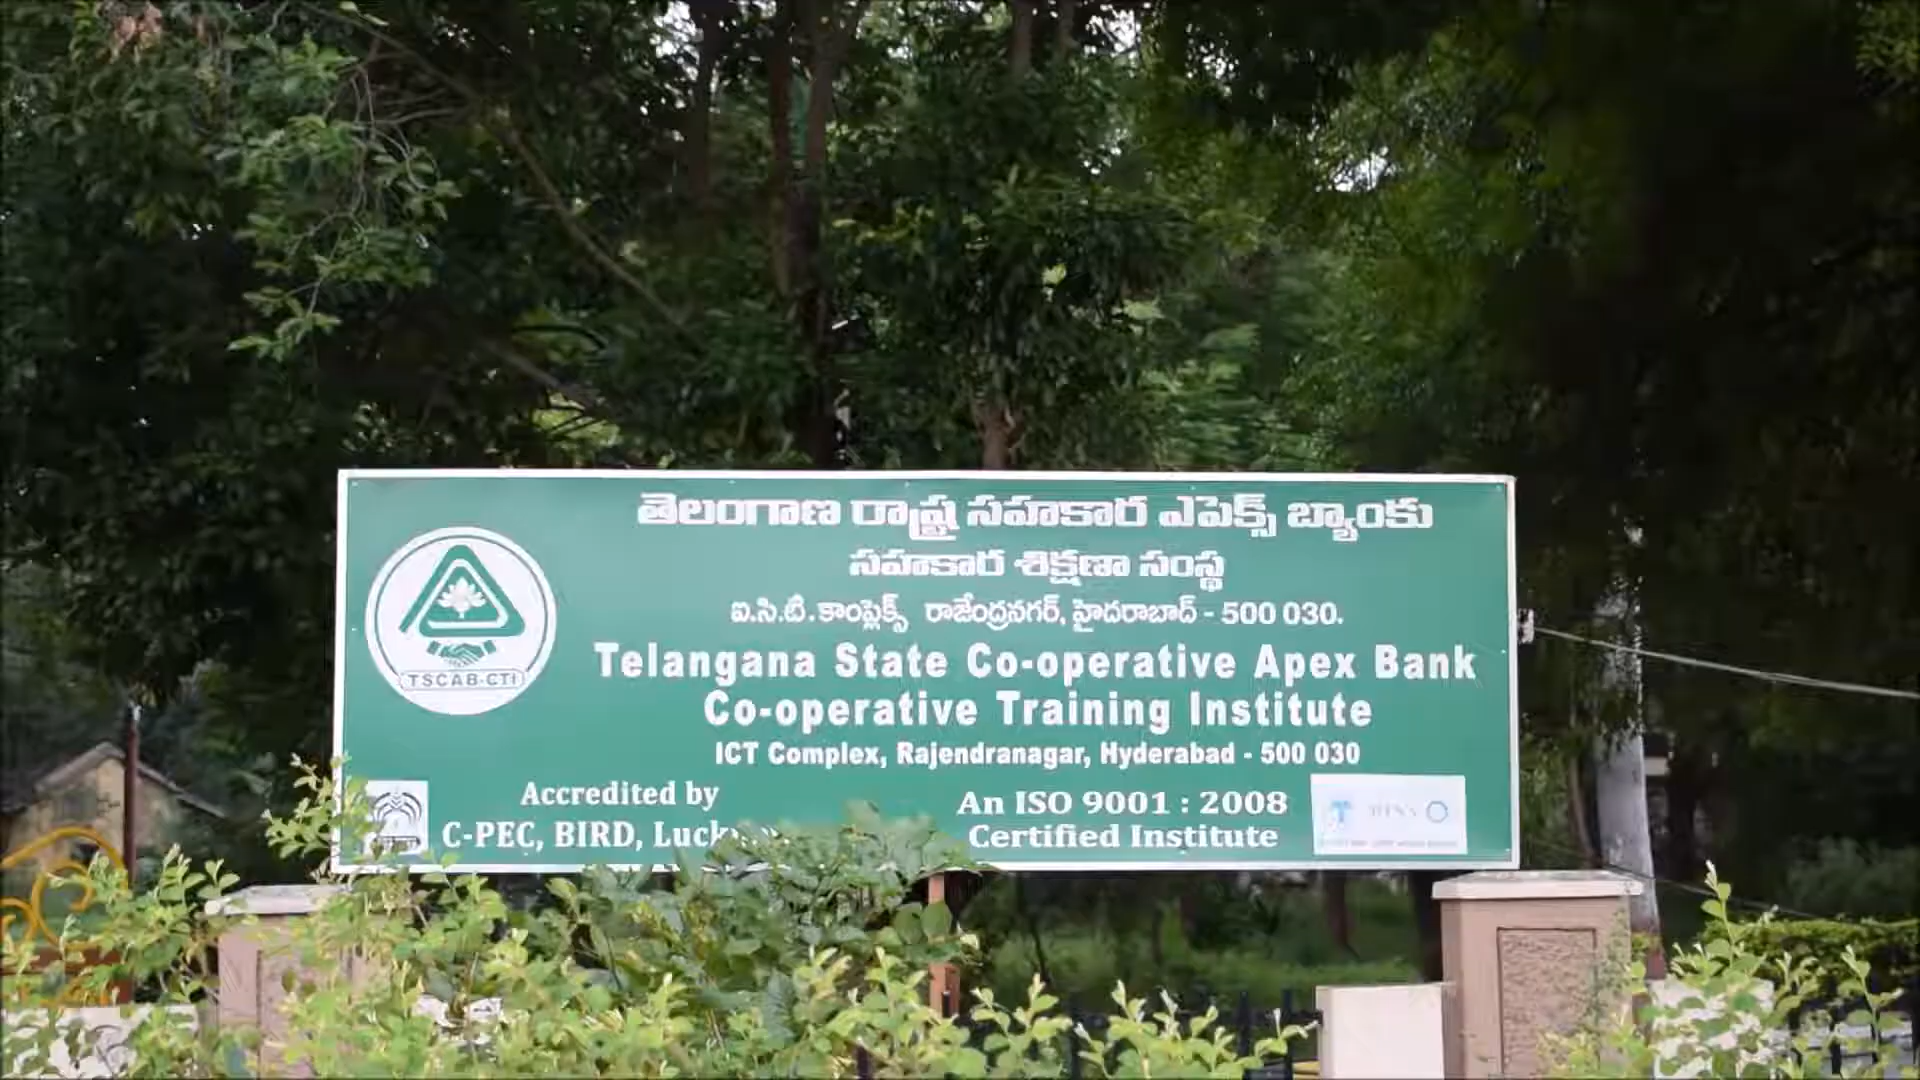 తెలంగాణ రాష్ట్ర సహకార ఎపెక్స్ బ్యాంకు
సహకార శిక్షణా సంస్థ
ఐ.సి.టీ. కాంప్లెక్స్ రాజేంద్రనగర్, హైదరాబాద్ - 500 030.
TSCAB-CTI
Telangana State Co-operative Apex Bank
Co-operative Training Institute
ICT Complex, Rajendranagar, Hyderabad - 500 030
Accredited by
C-PEC, BIRD,
An ISO 9001 : 2008
Certified Institute